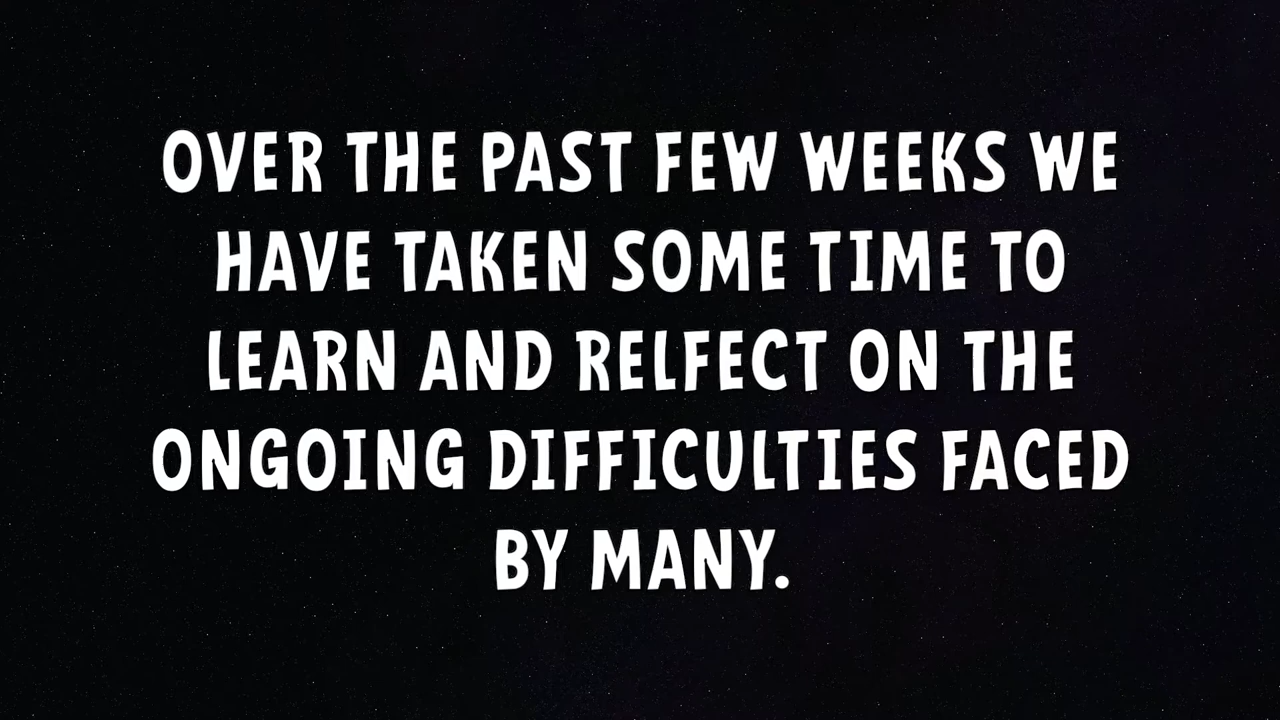 OVER THE PAST FEW WEEKS WE
HAVE TAKEN SOME TIME TO
LEARN AND RELFECT ON THE
ONGOING DIFFICULTIES FACED
BY MANY.